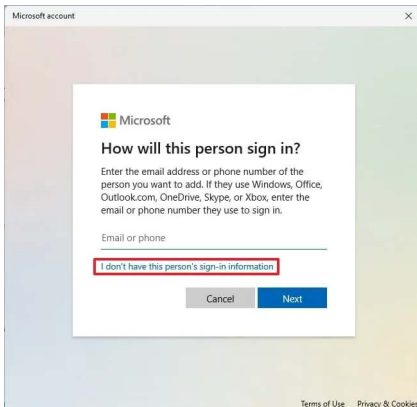 Microsoft account
Microsoft
How will this person sign in?
Enter the email address or phone number of the
person you want to add. If they use Windows, Office,
Outlook.com, OneDrive, Skype, or Xbox, enter the
email or phone number they use to sign in.
Email or phone
I don't have this person's sign-in information
Cancel Next
Terms of Use Privacy & Cookies